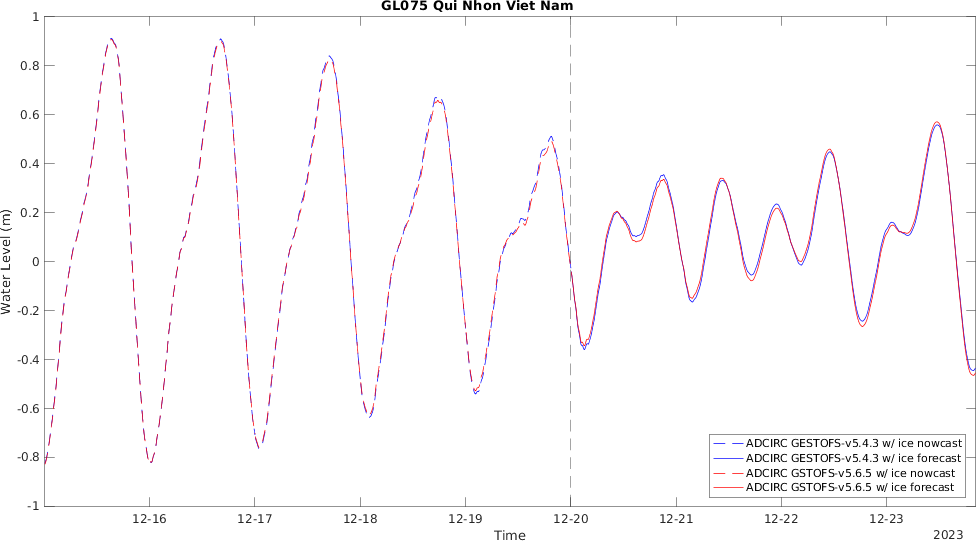 GL075 Qui Nhon Viet Nam
1
0.8
0.6
0.4
0.2
0
-0.2
-0.4
-0.6
-0.8
-1
Water Level (m)
12-16
12-17
12-18
12-19
12-20
12-21
12-22
12-23
Time
2023
ADCIRC GESTOFS-v5.4.3 w/ ice nowcast
ADCIRC GESTOFS-v5.4.3 w/ ice forecast
ADCIRC GSTOFS-v5.6.5 w/ ice nowcast
ADCIRC GSTOFS-v5.6.5 w/ ice forecast